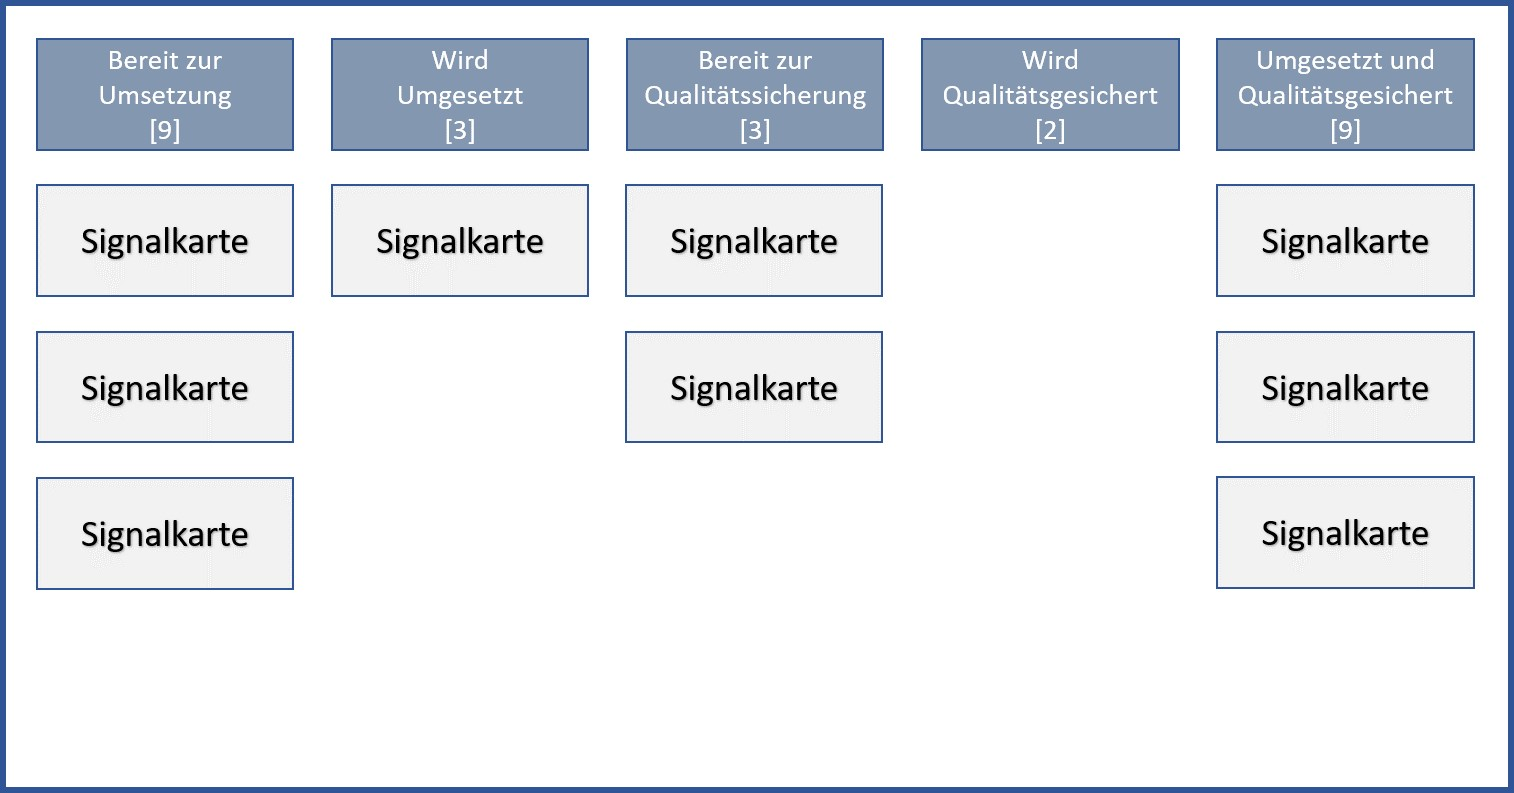 Bereit zur
Umsetzung
[9]
Wird
Umgesetzt
[3]
Bereit zur
Qualitätssicherung
[3]
Wird
Qualitätsgesichert
[2]
Umgesetzt und
Qualitätsgesichert
[9]
Signalkarte
Signalkarte
Signalkarte
Signalkarte
Signalkarte
Signalkarte
Signalkarte
Signalkarte
Signalkarte